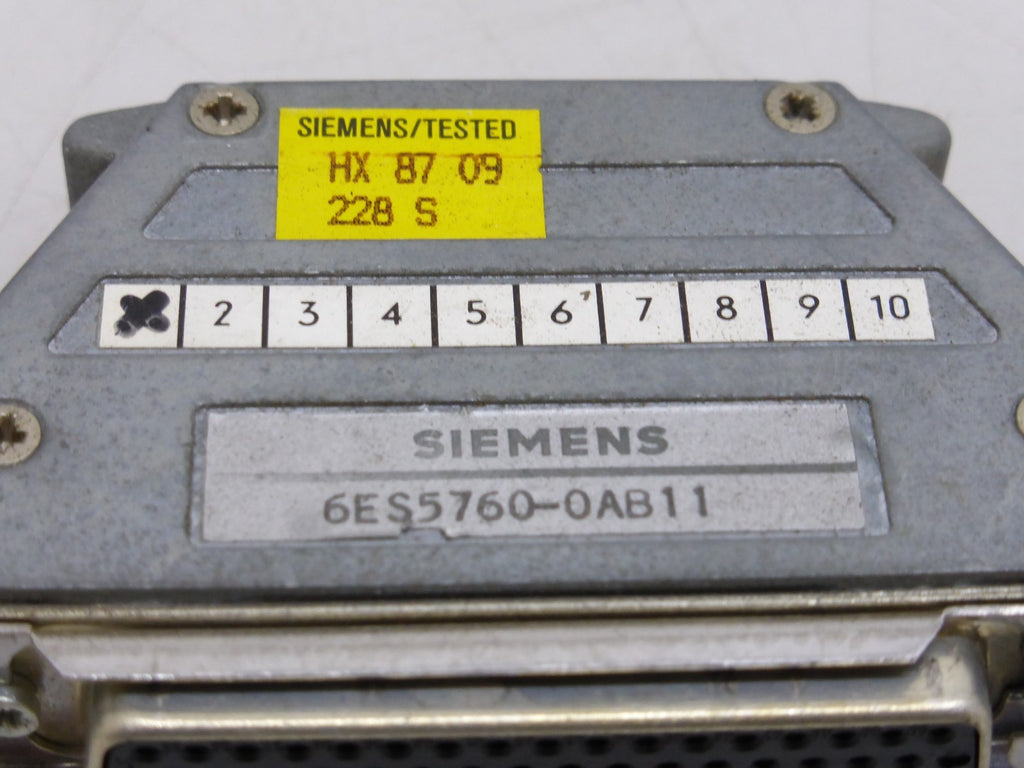 SIEMENS/TESTED
HX 87 09
228 S
2 3 4 5 6 7 8 9 10
SIEMENS
6ES5760-0AB11